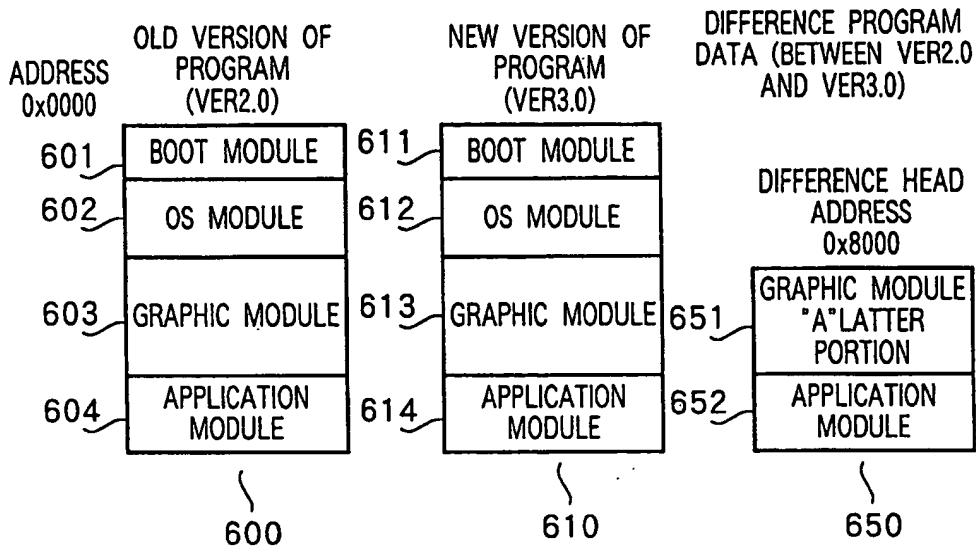 ADDRESS
0x0000
OLD VERSION OF
PROGRAM
(VER2.0)
601
BOOT MODULE
602
OS MODULE
603
GRAPHIC MODULE
604
APPLICATION
MODULE
600
NEW VERSION OF
PROGRAM
(VER3.0)
611
BOOT MODULE
612
OS MODULE
613
GRAPHIC MODULE
614
APPLICATION
MODULE
610
DIFFERENCE PROGRAM
DATA (BETWEEN VER2.0
AND VER3.0)
DIFFERENCE HEAD
ADDRESS
0x8000
651
GRAPHIC MODULE
"A"LATTER
PORTION
652
APPLICATION
MODULE
650